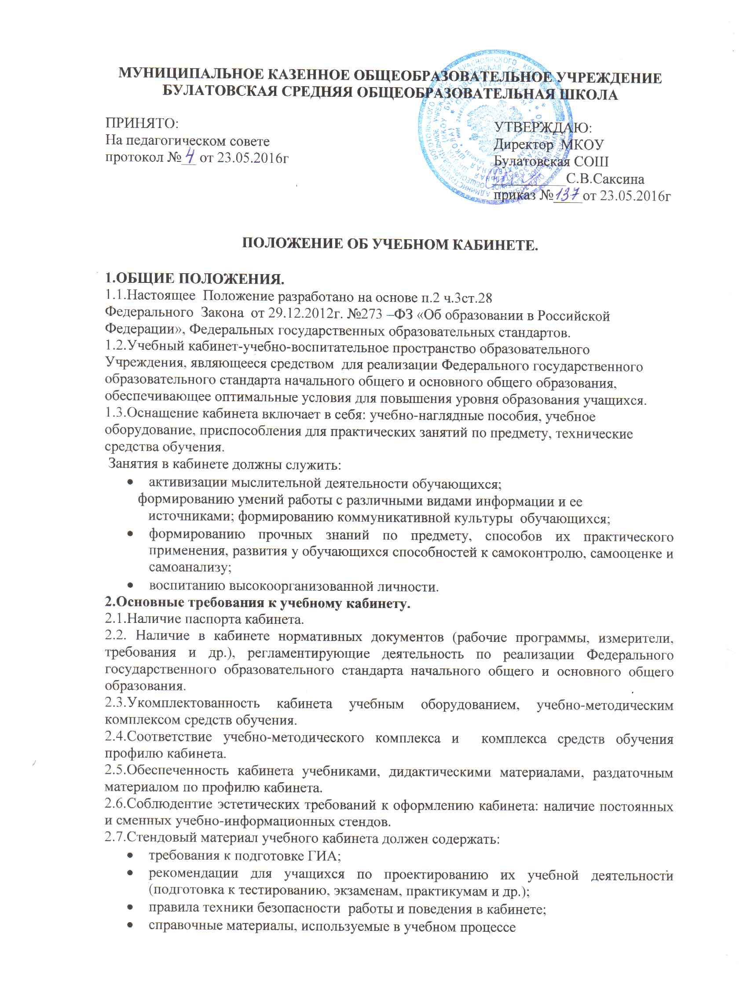 МУНИЦИПАЛЬНОЕ КАЗЕННОЕ ОБЩЕОБРАЗОВАТЕЛЬНОЕ УЧРЕЖДЕНИЕ
БУЛАТОВСКАЯ СРЕДНЯЯ ОБЩЕОБРАЗОВАТЕЛЬНАЯ ШКОЛА
ПРИНЯТО:
На педагогическом совете
протокол № 4 от 23.05.2016г
УТВЕРЖДАЮ:
Директор МКОУ
Булатовская СОШ
__________С.В.Саксина
приказ №137 от 23.05.2016г
ПОЛОЖЕНИЕ ОБ УЧЕБНОМ КАБИНЕТЕ.
1.ОБЩИЕ ПОЛОЖЕНИЯ.
1.1.Настоящее Положение разработано на основе п.2 ч.3ст.28
Федерального Закона от 29.12.2012г. №273 –ФЗ «Об образовании в Российской
Федерации», Федеральных государственных образовательных стандартов.
1.2.Учебный кабинет-учебно-воспитательное пространство образовательного
Учреждения, являющееся средством для реализации Федерального государственного
образовательного стандарта начального общего и основного общего образования,
обеспечивающее оптимальные условия для повышения уровня образования учащихся.
1.3.Оснащение кабинета включает в себя: учебно-наглядные пособия, учебное
оборудование, приспособления для практических занятий по предмету, технические
средства обучения.
Занятия в кабинете должны служить:
• активизации мыслительной деятельности обучающихся;
формированию умений работы с различными видами информации и ее
источниками; формированию коммуникативной культуры обучающихся;
• формированию прочных знаний по предмету, способов их практического
применения, развития у обучающихся способностей к самоконтролю, самооценке и
самоанализу;
• воспитанию высокоорганизованной личности.
2.Основные требования к учебному кабинету.
2.1.Наличие паспорта кабинета.
2.2. Наличие в кабинете нормативных документов (рабочие программы, измерители,
требования и др.), регламентирующие деятельность по реализации Федерального
государственного образовательного стандарта начального общего и основного общего
образования.
2.3.Укомплектованность кабинета учебным оборудованием, учебно-методическим
комплексом средств обучения.
2.4.Соответствие учебно-методического комплекса и комплекса средств обучения
профилю кабинета.
2.5.Обеспеченность кабинета учебниками, дидактическими материалами, раздаточным
материалом по профилю кабинета.
2.6.Соблюдентие эстетических требований к оформлению кабинета: наличие постоянных
и сменных учебно-информационных стендов.
2.7.Стендовый материал учебного кабинета должен содержать:
• требования к подготовке ГИА;
• рекомендации для учащихся по проектированию их учебной деятельности
(подготовка к тестированию, экзаменам, практикумам и др.);
• правила техники безопасности работы и поведения в кабинете;
• справочные материалы, используемые в учебном процессе